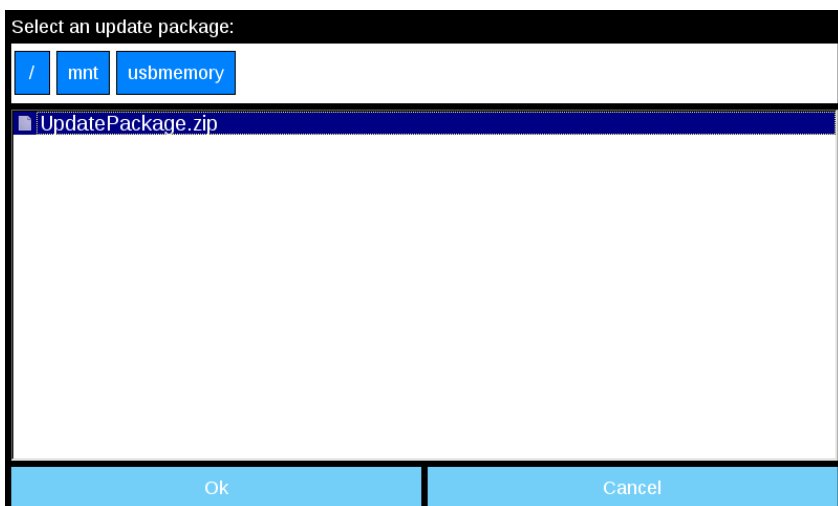 Select an update package:
/ mnt usbmemory
UpdatePackage.zip
Ok Cancel